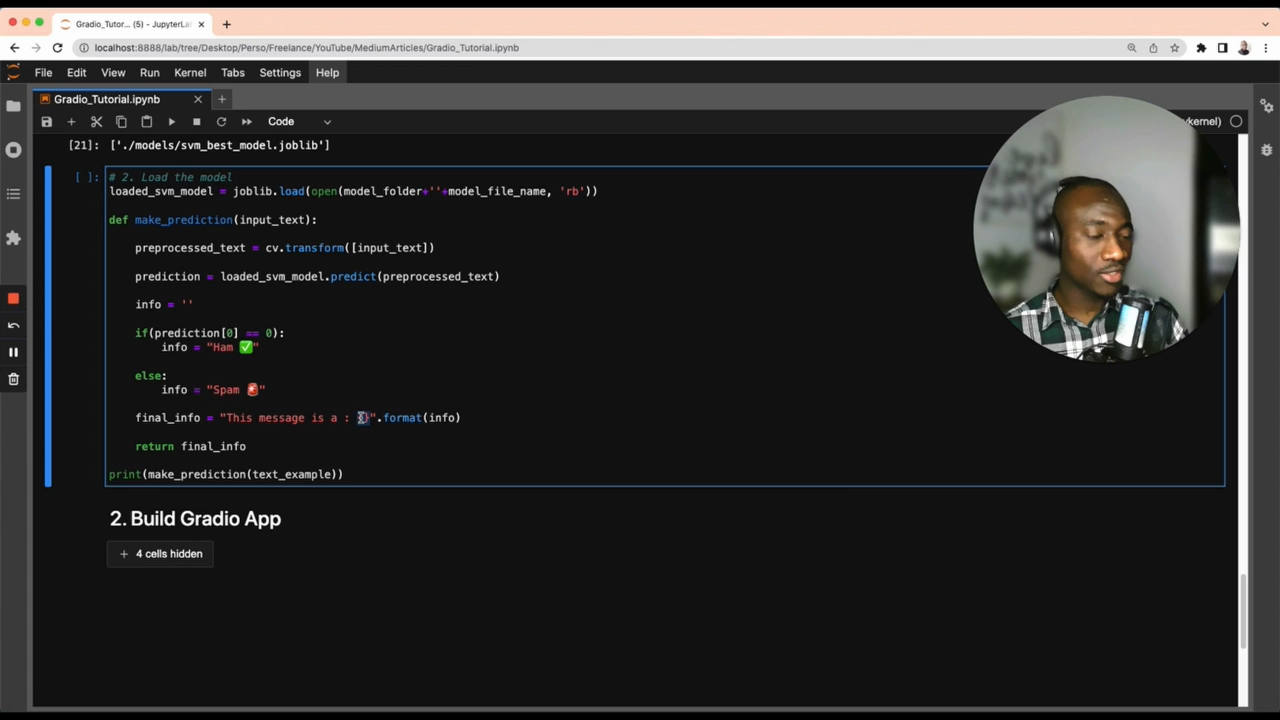 Gradio_Tutor... (5) - JupyterLa
localhost:8888/lab/tree/Desktop/Perso/Freelance/YouTube/MediumArticles/Gradio_Tutorial.ipynb
File Edit View Run Kernel Tabs Settings Help
Gradio_Tutorial.ipynb
Code
ykernel)
[21]: ['./models/svm_best_model.joblib']
[ ]: # 2. Load the model
loaded_svm_model = joblib.load(open(model_folder+''+model_file_name, 'rb'))
def make_prediction(input_text):
preprocessed_text = cv.transform([input_text])
prediction = loaded_svm_model.predict(preprocessed_text)
info = ''
if(prediction[0] == 0):
info = "Ham ✅"
else:
info = "Spam 🚨"
final_info = "This message is a : {}".format(info)
return final_info
print(make_prediction(text_example))
2. Build Gradio App
+ 4 cells hidden